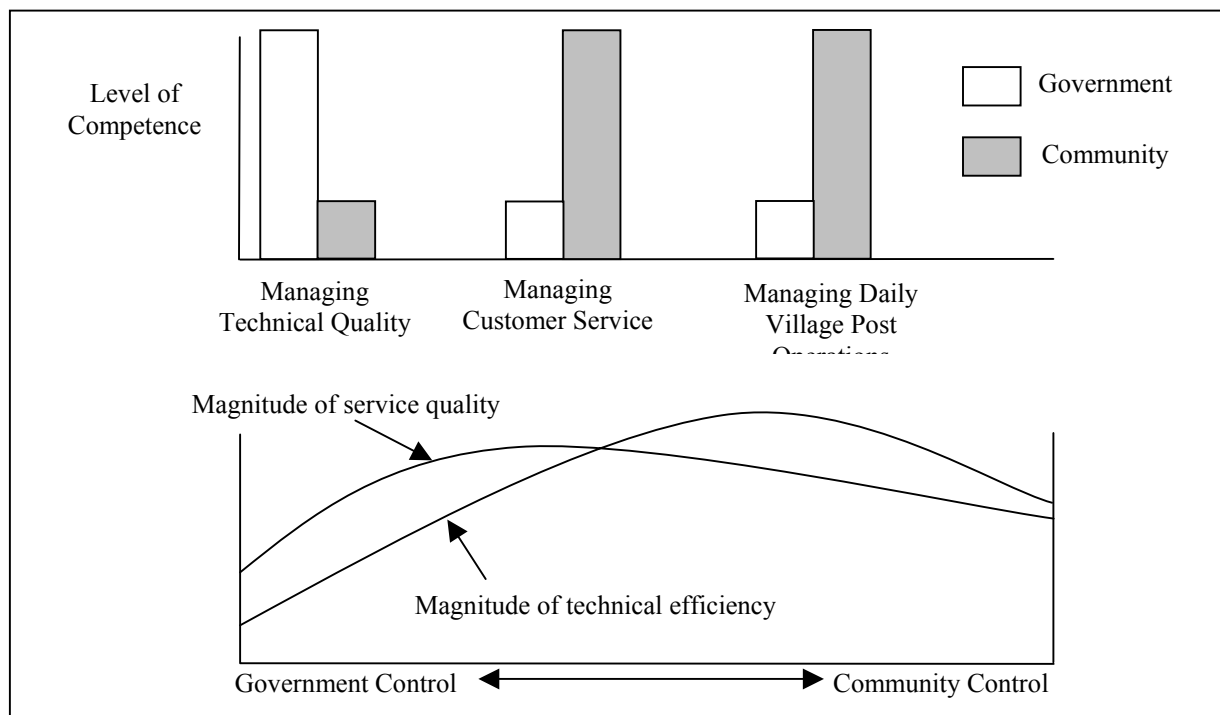 Level of
Competence
Government
Community
Managing
Technical Quality
Managing
Customer Service
Managing Daily
Village Post
Operations
Magnitude of service quality
Magnitude of technical efficiency
Government Control
Community Control